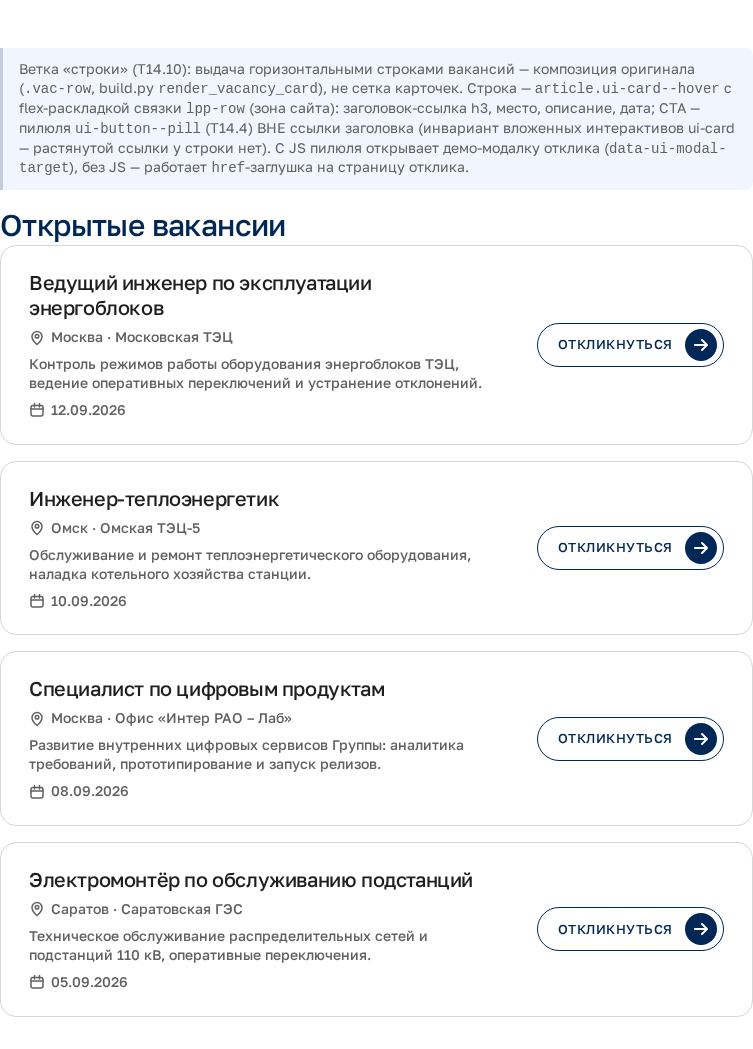 Ветка «строки» (T14.10): выдача горизонтальными строками вакансий — композиция оригинала
(.vac-row, build.py render_vacancy_card), не сетка карточек. Строка — article.ui-card--hover с
flex-раскладкой связки lpp-row (зона сайта): заголовок-ссылка h3, место, описание, дата; CTA —
пилюля ui-button--pill (T14.4) ВНЕ ссылки заголовка (инвариант вложенных интерактивов ui-card
— растянутой ссылки у строки нет). С JS пилюля открывает демо-модалку отклика (data-ui-modal-
target), без JS — работает href-заглушка на страницу отклика.
Открытые вакансии
Ведущий инженер по эксплуатации
энергоблоков
Москва · Московская ТЭЦ
Контроль режимов работы оборудования энергоблоков ТЭЦ,
ведение оперативных переключений и устранение отклонений.
12.09.2026
ОТКЛИКНУТЬСЯ
Инженер-теплоэнергетик
Омск · Омская ТЭЦ-5
Обслуживание и ремонт теплоэнергетического оборудования,
наладка котельного хозяйства станции.
10.09.2026
ОТКЛИКНУТЬСЯ
Специалист по цифровым продуктам
Москва · Офис «Интер РАО – Лаб»
Развитие внутренних цифровых сервисов Группы: аналитика
требований, прототипирование и запуск релизов.
08.09.2026
ОТКЛИКНУТЬСЯ
Электромонтёр по обслуживанию подстанций
Саратов · Саратовская ГЭС
Техническое обслуживание распределительных сетей и
подстанций 110 кВ, оперативные переключения.
05.09.2026
ОТКЛИКНУТЬСЯ